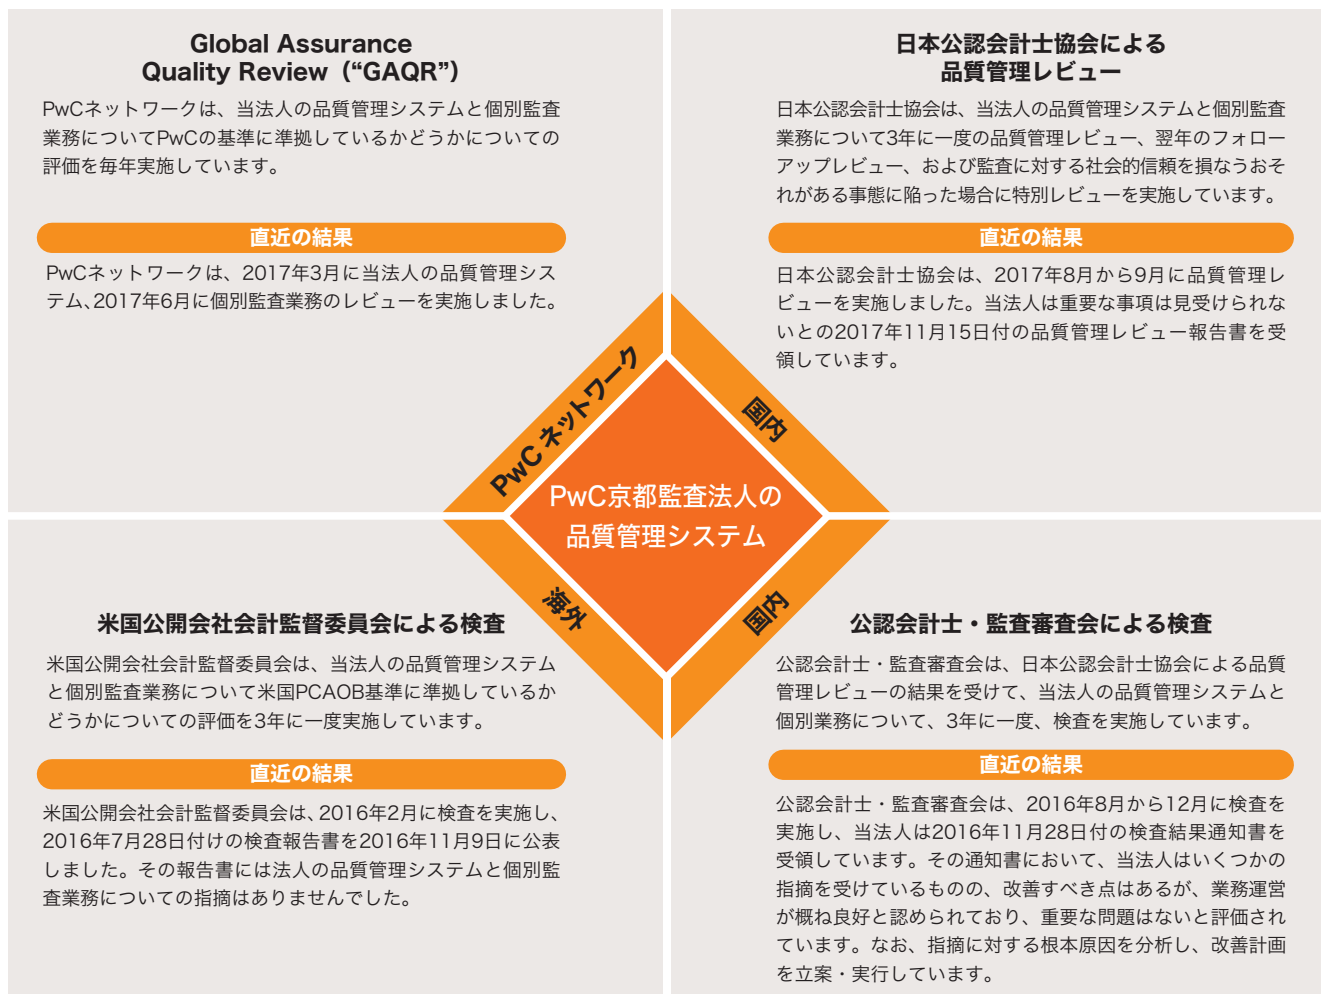 Global Assurance
Quality Review（“GAQR”）
PwCネットワークは、当法人の品質管理システムと個別監査
業務についてPwCの基準に準拠しているかどうかについての
評価を毎年実施しています。
直近の結果
PwCネットワークは、2017年3月に当法人の品質管理シス
テム、2017年6月に個別監査業務のレビューを実施しました。
日本公認会計士協会による
品質管理レビュー
日本公認会計士協会は、当法人の品質管理システムと個別監査
業務について3年に一度の品質管理レビュー、翌年のフォロー
アップレビュー、および監査に対する社会的信頼を損なうおそ
れがある事態に陥った場合に特別レビューを実施しています。
直近の結果
日本公認会計士協会は、2017年8月から9月に品質管理レ
ビューを実施しました。当法人は重要な事項は見受けられな
いとの2017年11月15日付の品質管理レビュー報告書を受
領しています。
PwC ネットワーク
国内
PwC京都監査法人の
品質管理システム
海外
国内
米国公開会社会計監督委員会による検査
米国公開会社会計監督委員会は、当法人の品質管理システム
と個別監査業務について米国PCAOB基準に準拠しているか
どうかについての評価を3年に一度実施しています。
直近の結果
米国公開会社会計監督委員会は、2016年2月に検査を実施し、
2016年7月28日付けの検査報告書を2016年11月9日に公表
しました。その報告書には法人の品質管理システムと個別監
査業務についての指摘はありませんでした。
公認会計士・監査審査会による検査
公認会計士・監査審査会は、日本公認会計士協会による品質
管理レビューの結果を受けて、当法人の品質管理システムと
個別業務について、3年に一度、検査を実施しています。
直近の結果
公認会計士・監査審査会は、2016年8月から12月に検査を
実施し、当法人は2016年11月28日付の検査結果通知書を
受領しています。その通知書において、当法人はいくつかの
指摘を受けているものの、改善すべき点はあるが、業務運営
が概ね良好と認められており、重要な問題はないと評価され
ています。なお、指摘に対する根本原因を分析し、改善計画
を立案・実行しています。